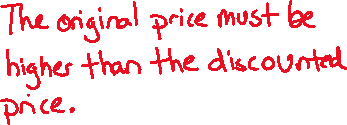 The original price must be
higher than the discounted
price.